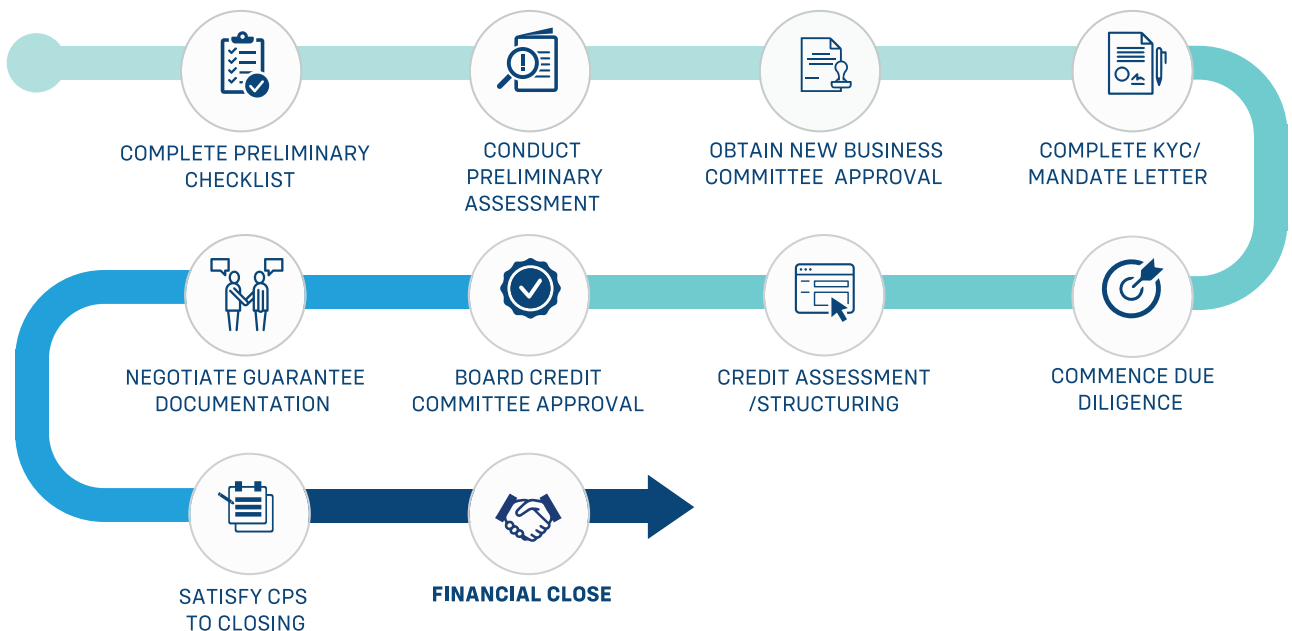 COMPLETE PRELIMINARY
CHECKLIST
CONDUCT
PRELIMINARY
ASSESSMENT
OBTAIN NEW BUSINESS
COMMITTEE APPROVAL
COMPLETE KYC/
MANDATE LETTER
COMMENCE DUE
DILIGENCE
CREDIT ASSESSMENT
/STRUCTURING
BOARD CREDIT
COMMITTEE APPROVAL
NEGOTIATE GUARANTEE
DOCUMENTATION
SATISFY CPS
TO CLOSING
FINANCIAL CLOSE